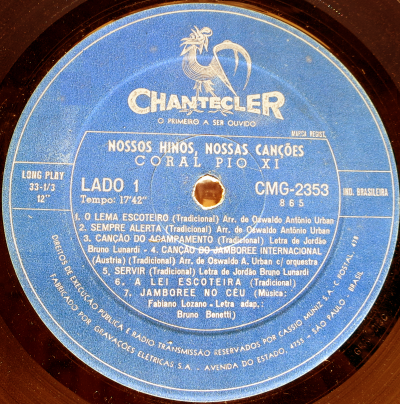 CHANTECLER
O PRIMEIRO A SER OUVIDO
MARCA REGIST.
NOSSOS HINOS, NOSSAS CANÇÕES
CORAL PIO XI
LONG PLAY
33-1/3
12"
LADO 1
Tempo: 17'42"
CMG-2353
865
IND. BRASILEIRA
1. O LEMA ESCOTEIRO (Tradicional) Arr. de Oswaldo Antônio Urban
2. SEMPRE ALERTA (Tradicional) Arr. de Oswaldo Antônio Urban
3. CANÇÃO DO ACAMPAMENTO (Tradicional) Letra de Jordão
Bruno Lunardi - 4. CANÇÃO DO JAMBOREE INTERNACIONAL
(Austria) (Tradicional) Arr. de Oswaldo A. Urban c/ orquestra
5. SERVIR (Tradicional) Letra de Jordão Bruno Lunardi
6. A LEI ESCOTEIRA (Tradicional)
7. JAMBOREE NO CÉU (Música:
Fabiano Lozano - Letra adap.:
Bruno Benetti)
DIREITOS DE EXECUÇÃO PÚBLICA E RÁDIO TRANSMISSÃO RESERVADOS POR CASSIO MUNIZ S.A. - C. POSTAL 478
FABRICADO POR GRAVAÇÕES ELÉTRICAS S.A. - AVENIDA DO ESTADO, 4755 - SÃO PAULO - BRASIL